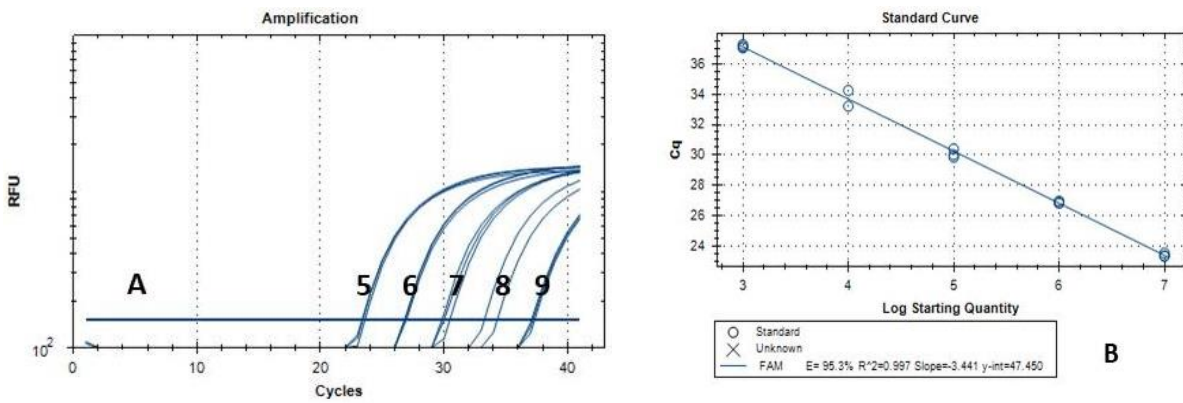 Amplification
RFU
A
5 6 7 8 9
10^2
0 10 20 30 40
Cycles
Standard Curve
Cq
36
34
32
30
28
26
24
3 4 5 6 7
Log Starting Quantity
Standard
Unknown
FAM E= 95.3% R^2=0.997 Slope=-3.441 y-int=47.450
B